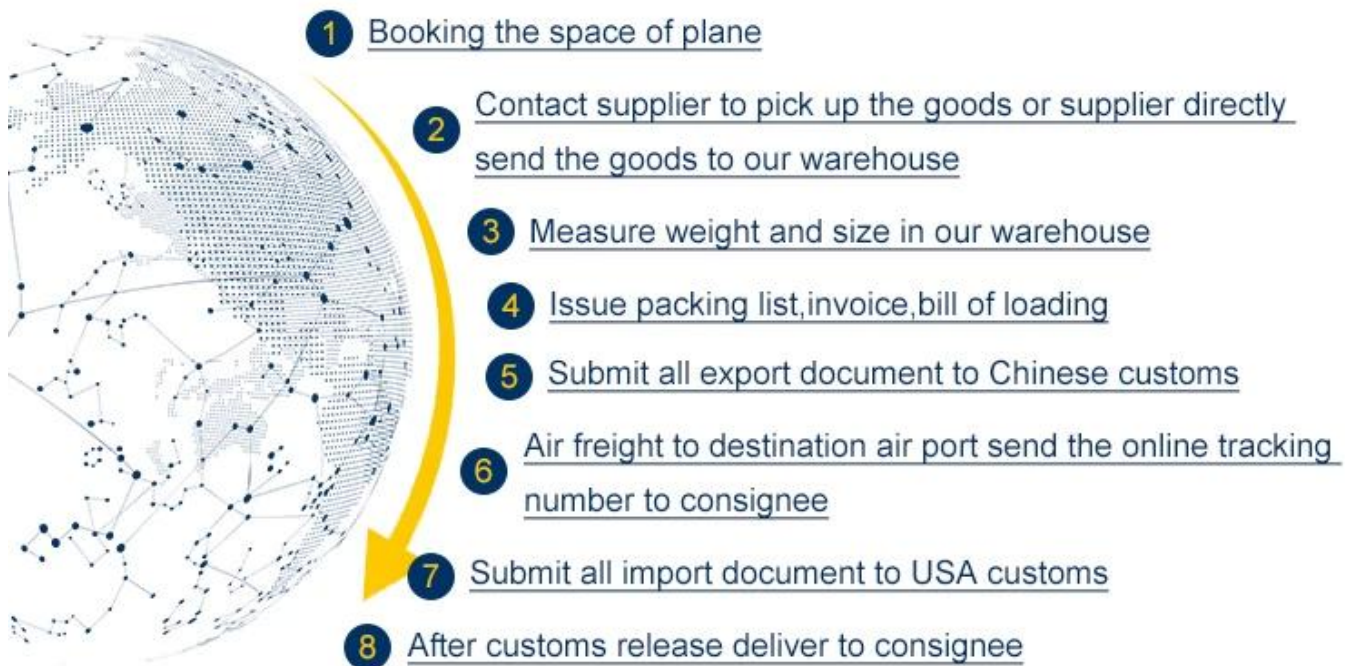 1 Booking the space of plane
2 Contact supplier to pick up the goods or supplier directly
send the goods to our warehouse
3 Measure weight and size in our warehouse
4 Issue packing list,invoice,bill of loading
5 Submit all export document to Chinese customs
6 Air freight to destination air port send the online tracking
number to consignee
7 Submit all import document to USA customs
8 After customs release deliver to consignee